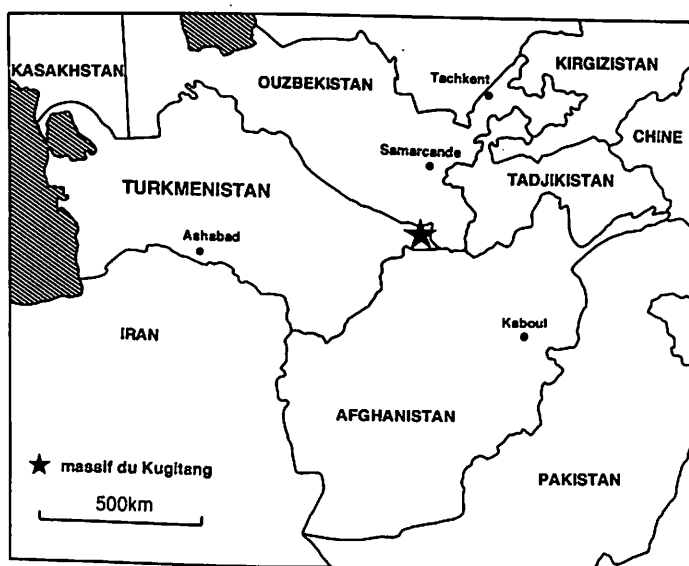 KASAKHSTAN
OUZBEKISTAN
Tachkent
KIRGIZISTAN
CHINE
Samarcande
TADJIKISTAN
TURKMENISTAN
Ashabad
IRAN
Kaboul
AFGHANISTAN
massif du Kugitang
PAKISTAN
500km